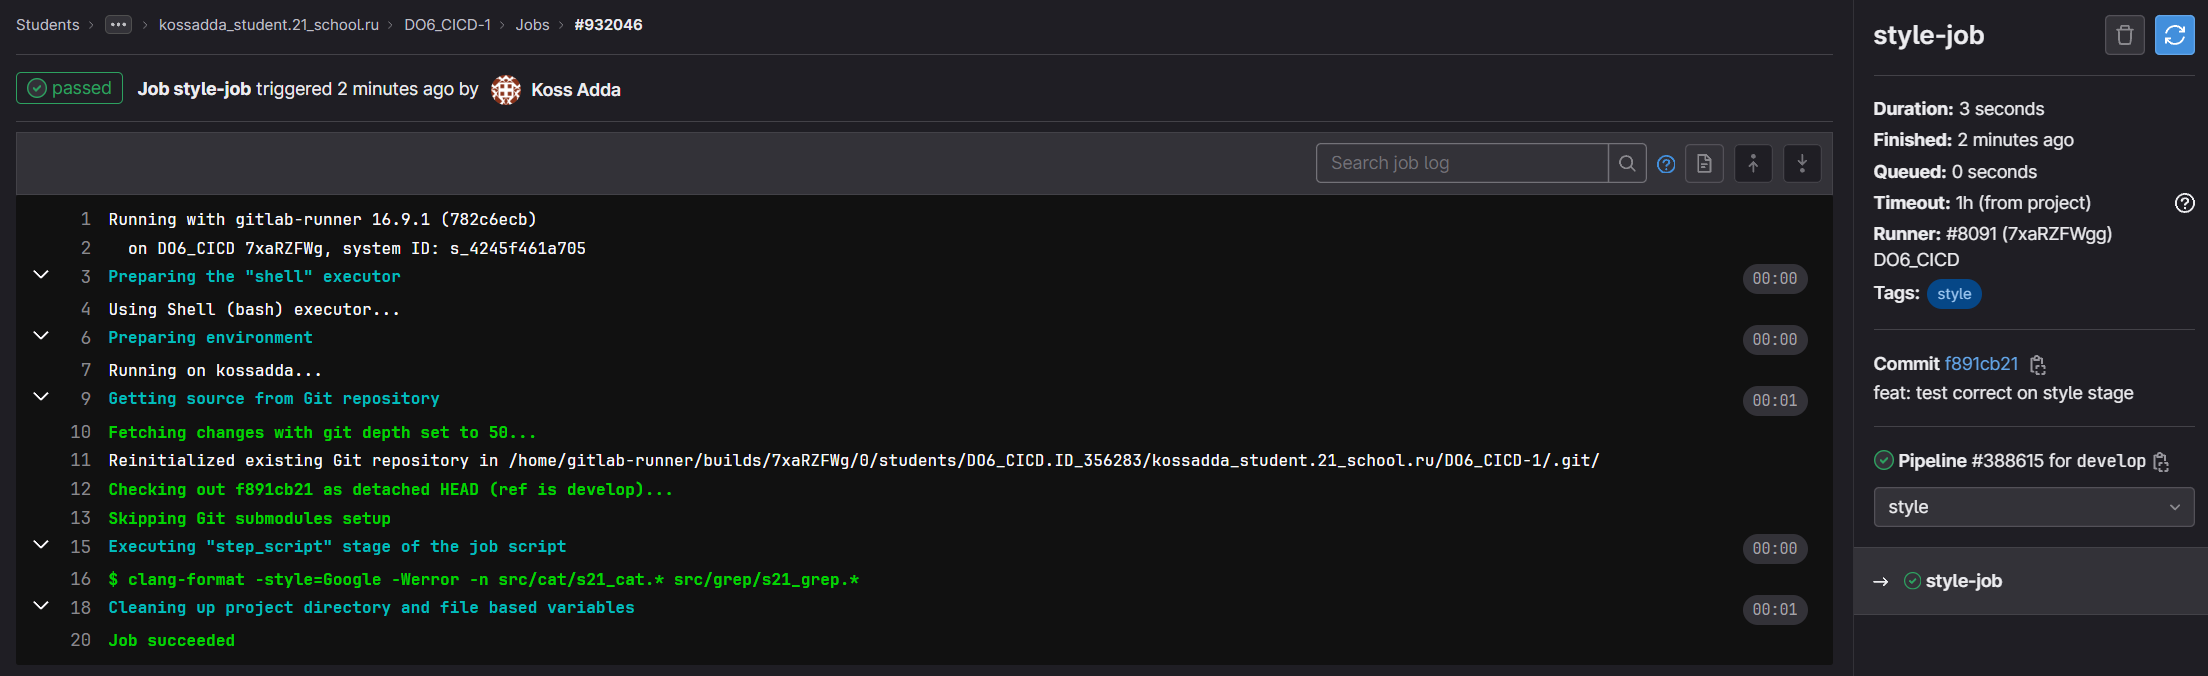 Students > ... > kossadda_student.21_school.ru > DO6_CICD-1 > Jobs > #932046
passed Job style-job triggered 2 minutes ago by Koss Adda
Search job log
1 Running with gitlab-runner 16.9.1 (782c6ecb)
2 on DO6_CICD 7xaRZFWg, system ID: s_4245f461a705
3 Preparing the "shell" executor 00:00
4 Using Shell (bash) executor...
6 Preparing environment 00:00
7 Running on kossadda...
9 Getting source from Git repository 00:01
10 Fetching changes with git depth set to 50...
11 Reinitialized existing Git repository in /home/gitlab-runner/builds/7xaRZFWg/0/students/DO6_CICD.ID_356283/kossadda_student.21_school.ru/DO6_CICD-1/.git/
12 Checking out f891cb21 as detached HEAD (ref is develop)...
13 Skipping Git submodules setup
15 Executing "step_script" stage of the job script 00:00
16 $ clang-format -style=Google -Werror -n src/cat/s21_cat.* src/grep/s21_grep.*
18 Cleaning up project directory and file based variables 00:01
20 Job succeeded
style-job
Duration: 3 seconds
Finished: 2 minutes ago
Queued: 0 seconds
Timeout: 1h (from project)
Runner: #8091 (7xaRZFWgg)
DO6_CICD
Tags: style
Commit f891cb21
feat: test correct on style stage
Pipeline #388615 for develop
style
→ style-job